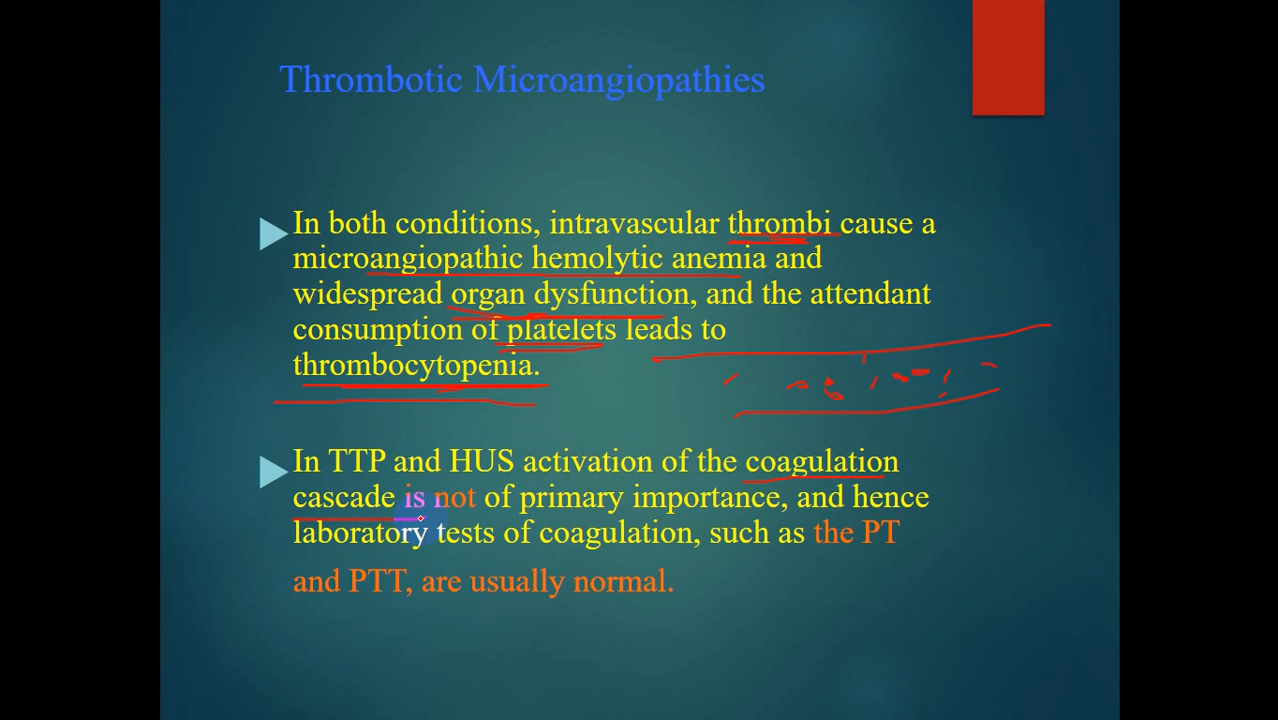 Thrombotic Microangiopathies
In both conditions, intravascular thrombi cause a
microangiopathic hemolytic anemia and
widespread organ dysfunction, and the attendant
consumption of platelets leads to
thrombocytopenia.
In TTP and HUS activation of the coagulation
cascade is not of primary importance, and hence
laboratory tests of coagulation, such as the PT
and PTT, are usually normal.